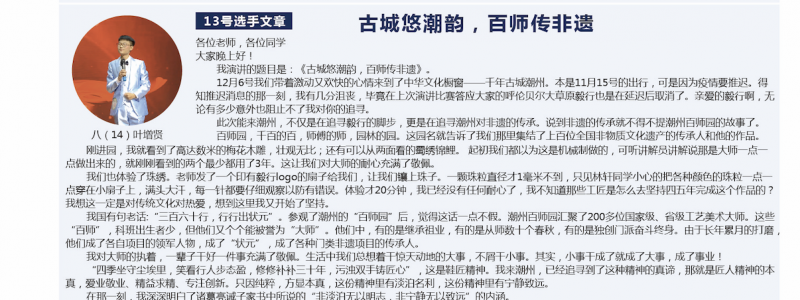 13号选手文章
古城悠潮韵，百师传非遗
各位老师，各位同学
大家晚上好！
我演讲的题目是：《古城悠潮韵，百师传非遗》。
12月6号我们带着激动又欢快的心情来到了中华文化橱窗——千年古城潮州。本是11月15号的出行，可是因为疫情要推迟。得
知推迟消息的那一刻，我有几分沮丧，毕竟在上次演讲比赛答应大家的呼伦贝尔大草原毅行也是在延迟后取消了。亲爱的毅行啊，无
论有多少意外也阻止不了我对你的追寻。
此次能来潮州，不仅是在追寻毅行的脚步，更是在追寻潮州对非遗的传承。说到非遗的传承就不得不提潮州百师园的故事了。
百师园，千百的百，师傅的师，园林的园。这园名就告诉了我们那里集结了上百位全国非物质文化遗产的传承人和他的作品。
刚进园，我就看到了高达数米的梅花木雕，壮观无比；还有可以从两面看的蜀绣锦鲤。 起初我们都以为这是机械制做的，可听讲解员讲解说那是大师一点一
点做出来的，就刚刚看到的两个最少都用了3年。这让我们对大师的耐心充满了敬佩。
我们也体验了珠绣。老师发了一个印有毅行logo的扇子给我们，让我们镶上珠子。一颗珠粒直径才1毫米不到，只见林轩同学小心的把各种颜色的珠粒一点一
点穿在小扇子上，满头大汗，每一针都要仔细观察以防有错误。体验才20分钟，我已经没有任何耐心了，我不知道那些工匠是怎么去坚持四五年完成这个作品的？
我想这一定是对传统文化对热爱，想到这里我又开始了坚持。
我国有句老话：“三百六十行，行行出状元”。参观了潮州的“百师园”后，觉得这话一点不假。潮州百师园汇聚了200多位国家级、省级工艺美术大师。这些
“百师”，科班出生者少，但他们又个个能被誉为“大师”。他们中，有的是继承祖业，有的是从师数十个春秋，有的是独创门派奋斗终身。由于长年累月的打磨，
他们成了各自项目的领军人物，成了“状元”，成了各种门类非遗项目的传承人。
我对大师的执着，一辈子干好一件事充满了敬佩。生活中我们总想着干惊天动地的大事，不屑干小事。其实，小事干成了就成了大事，成了事业！
“四季坐守尘埃里，笑看行人步态盈，修修补补三十年，污浊双手铸匠心”，这是鞋匠精神。我来潮州，已经追寻到了这种精神的真谛，那就是匠人精神的本
真，爱业敬业、精益求精、专注创新。只因纯粹，方显本真，这份精神里有淡泊名利，这份精神里有宁静致远。
在那一刻，我深深明白了诸葛亮诫子家书中所说的“非淡泊无以明志，非宁静无以致远”的内涵。
八（14）叶增贤